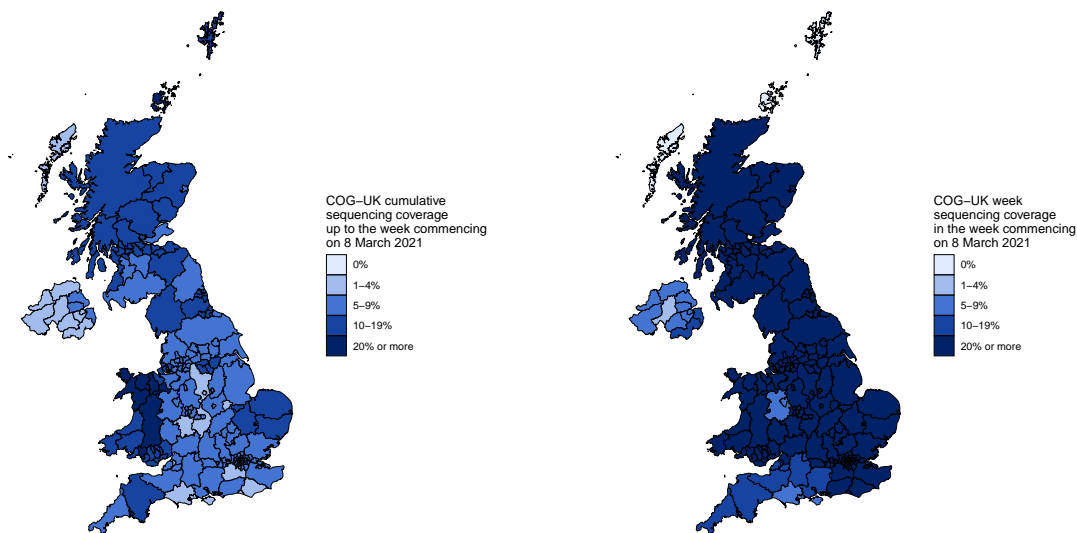 COG–UK cumulative
sequencing coverage
up to the week commencing
on 8 March 2021
0%
1–4%
5–9%
10–19%
20% or more
COG–UK week
sequencing coverage
in the week commencing
on 8 March 2021
0%
1–4%
5–9%
10–19%
20% or more